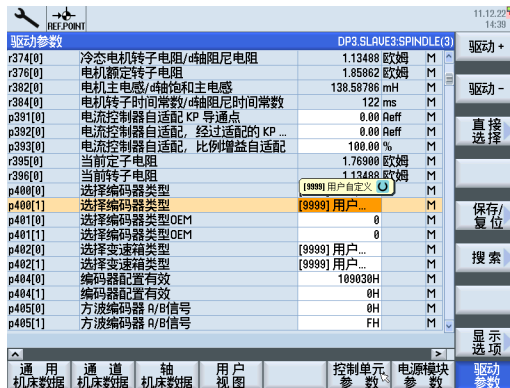 REF.POINT
11.12.22
14:39
驱动参数 DP3.SLAVE3:SPINDLE(3)
r374[0] 冷态电机转子电阻/d轴阻尼电阻 1.13488 欧姆 M
r376[0] 电机额定转子电阻 1.85862 欧姆 M
r382[0] 电机主电感/d轴饱和主电感 138.58786 mH M
r384[0] 电机转子时间常数/d轴阻尼时间常数 122 ms M
p391[0] 电流控制器自适配 KP 导通点 0.00 Aeff M
p392[0] 电流控制器自适配，经过适配的 KP ... 0.00 Aeff M
p393[0] 电流控制器自适配，比例增益自适配 100.00 % M
r395[0] 当前定子电阻 1.76900 欧姆 M
r396[0] 当前转子电阻 1.13488 欧姆 M
p400[0] 选择编码器类型 [9999] 用户自定义 M
p400[1] 选择编码器类型 [9999] 用户... M
p401[0] 选择编码器类型OEM 0 M
p401[1] 选择编码器类型OEM 0 M
p402[0] 选择变速箱类型 [9999] 用户... M
p402[1] 选择变速箱类型 [9999] 用户... M
p404[0] 编码器配置有效 109030H M
p404[1] 编码器配置有效 0H M
p405[0] 方波编码器 A/B信号 0H M
p405[1] 方波编码器 A/B信号 FH M
驱动 +
驱动 -
直接
选择
保存/
复位
搜索
显示
选项
通用
机床数据
通道
机床数据
轴
机床数据
用户
视图
控制单元
参数
电源模块
参数
驱动
参数